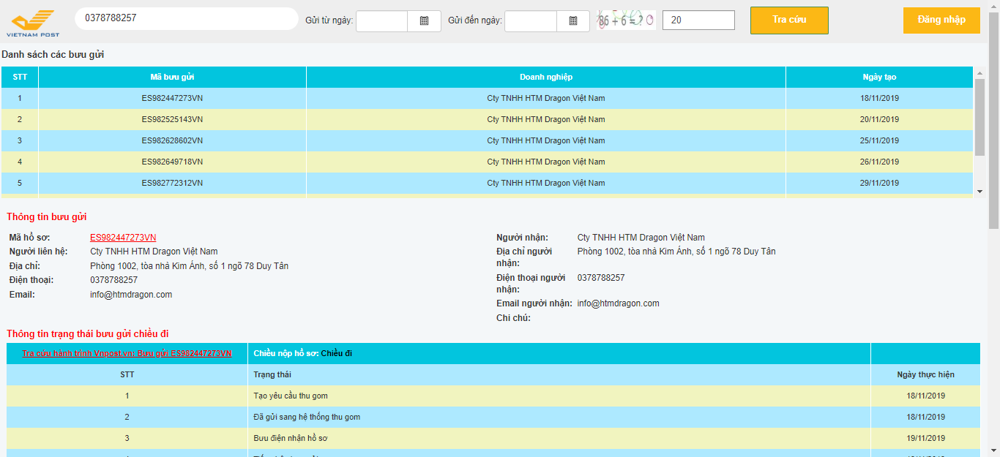 VIETNAM POST
0378788257
Gửi từ ngày:
Gửi đến ngày:
86 + 6 = ?
20
Tra cứu
Đăng nhập
Danh sách các bưu gửi
STT Mã bưu gửi Doanh nghiệp Ngày tạo
1 ES982447273VN Cty TNHH HTM Dragon Việt Nam 18/11/2019
2 ES982525143VN Cty TNHH HTM Dragon Việt Nam 20/11/2019
3 ES982628602VN Cty TNHH HTM Dragon Việt Nam 25/11/2019
4 ES982649718VN Cty TNHH HTM Dragon Việt Nam 26/11/2019
5 ES982772312VN Cty TNHH HTM Dragon Việt Nam 29/11/2019
Thông tin bưu gửi
Mã hồ sơ: ES982447273VN
Người liên hệ: Cty TNHH HTM Dragon Việt Nam
Địa chỉ: Phòng 1002, tòa nhà Kim Ánh, số 1 ngõ 78 Duy Tân
Điện thoại: 0378788257
Email: info@htmdragon.com
Người nhận: Cty TNHH HTM Dragon Việt Nam
Địa chỉ người Phòng 1002, tòa nhà Kim Ánh, số 1 ngõ 78 Duy Tân
nhận:
Điện thoại người 0378788257
nhận:
Email người nhận: info@htmdragon.com
Chi chú:
Thông tin trạng thái bưu gửi chiều đi
Tra cứu hành trình Vnpost.vn: Bưu gửi ES982447273VN Chiều nộp hồ sơ: Chiều đi
STT Trạng thái Ngày thực hiện
1 Tạo yêu cầu thu gom 18/11/2019
2 Đã gửi sang hệ thống thu gom 18/11/2019
3 Bưu điện nhận hồ sơ 19/11/2019